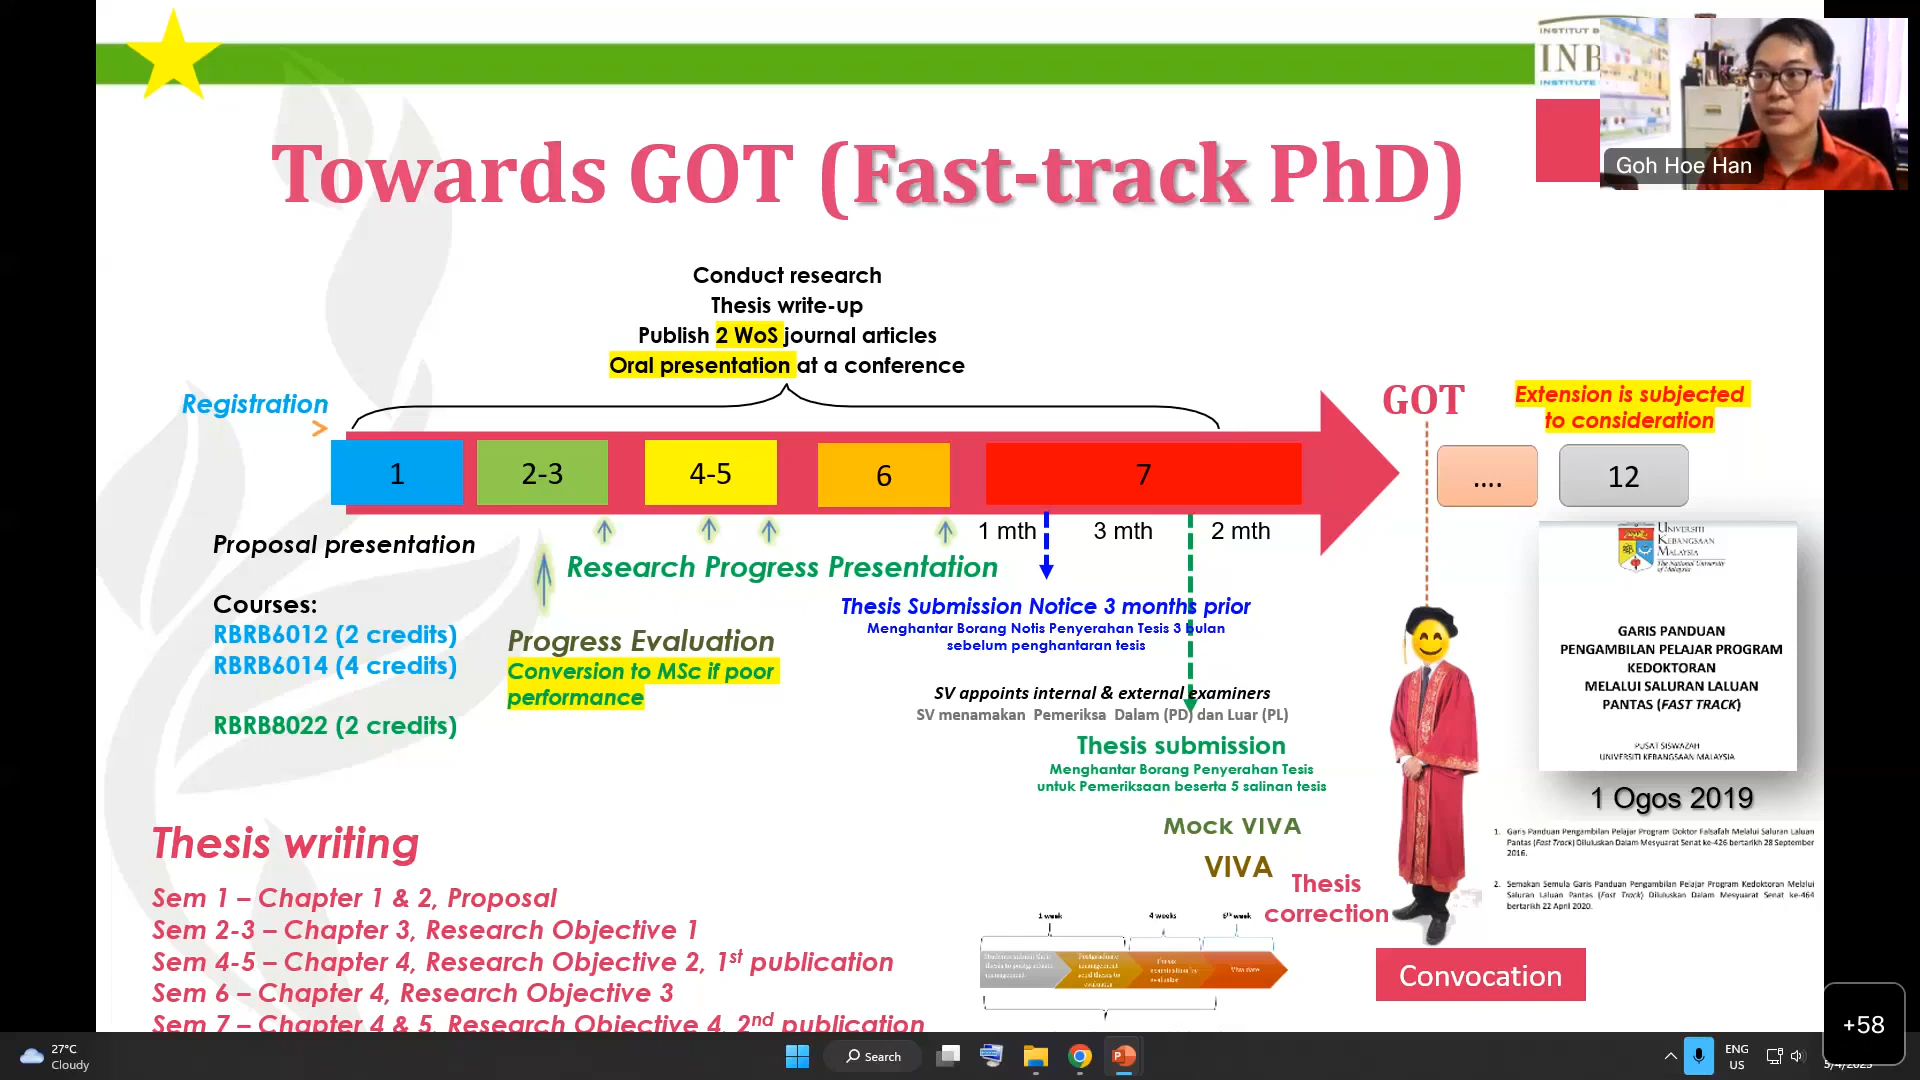 INSTITUT
INB
INSTITUTE
Goh Hoe Han
Towards GOT (Fast-track PhD)
Conduct research
Thesis write-up
Publish 2 WoS journal articles
Oral presentation at a conference
Registration
>
GOT
Extension is subjected
to consideration
1
2-3
4-5
6
7
....
12
1 mth
3 mth
2 mth
Proposal presentation
Research Progress Presentation
Courses:
RBRB6012 (2 credits)
RBRB6014 (4 credits)
RBRB8022 (2 credits)
Progress Evaluation
Conversion to MSc if poor
performance
Thesis Submission Notice 3 months prior
Menghantar Borang Notis Penyerahan Tesis 3 bulan
sebelum penghantaran tesis
SV appoints internal & external examiners
SV menamakan Pemeriksa Dalam (PD) dan Luar (PL)
Thesis submission
Menghantar Borang Penyerahan Tesis
untuk Pemeriksaan beserta 5 salinan tesis
Mock VIVA
VIVA
Thesis
correction
Convocation
UNIVERSITI
KEBANGSAAN
MALAYSIA
The National University
of Malaysia
GARIS PANDUAN
PENGAMBILAN PELAJAR PROGRAM
KEDOKTORAN
MELALUI SALURAN LALUAN
PANTAS (FAST TRACK)
PUSAT SISWAZAH
UNIVERSITI KEBANGSAAN MALAYSIA
1 Ogos 2019
1. Garis Panduan Pengambilan Pelajar Program Doktor Falsafah Melalui Saluran Laluan
Pantas (Fast Track) Diluluskan Dalam Mesyuarat Senat ke-426 bertarikh 28 September
2016.
2. Semakan Semula Garis Panduan Pengambilan Pelajar Program Kedoktoran Melalui
Saluran Laluan Pantas (Fast Track) Diluluskan Dalam Mesyuarat Senat ke-464
bertarikh 22 April 2020.
1 week
4 weeks
6th week
Viva date
Thesis writing
Sem 1 – Chapter 1 & 2, Proposal
Sem 2-3 – Chapter 3, Research Objective 1
Sem 4-5 – Chapter 4, Research Objective 2, 1st publication
Sem 6 – Chapter 4, Research Objective 3
Sem 7 – Chapter 4 & 5, Research Objective 4, 2nd publication
+58
27°C
Cloudy
Search
ENG
US